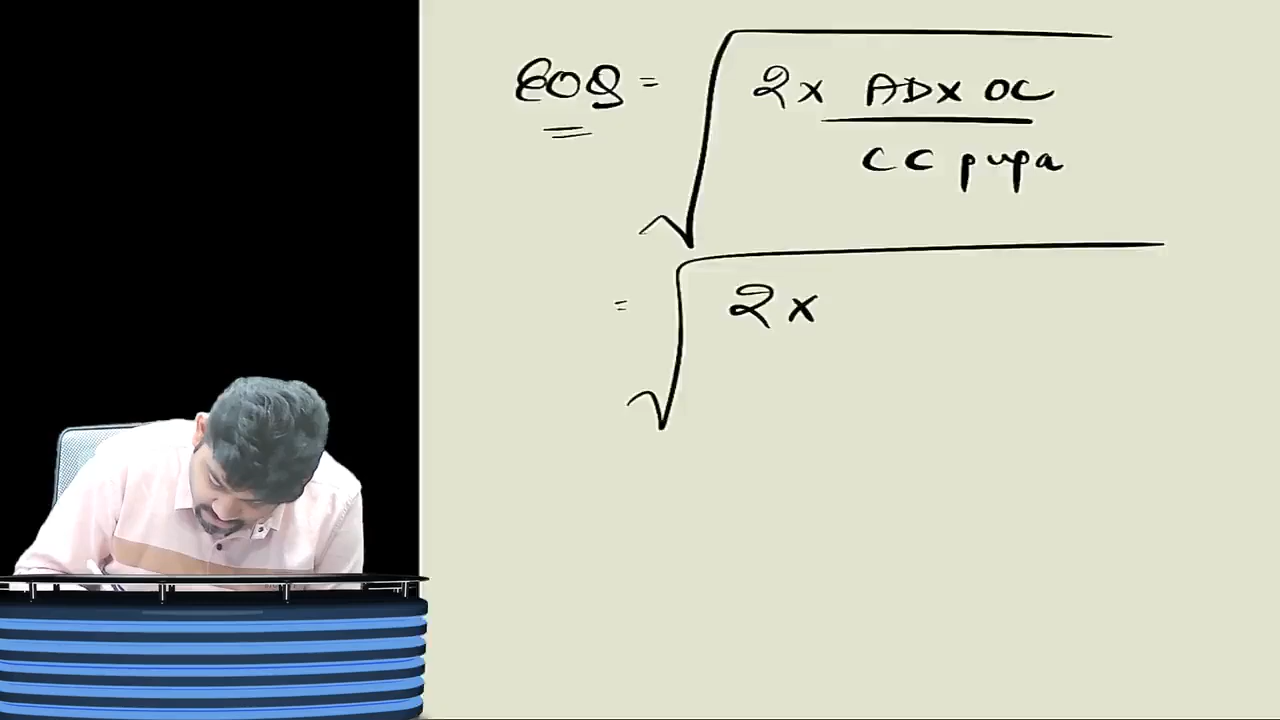 EOQ = √ 2 x AD x OC
CC pupa
= √ 2 x